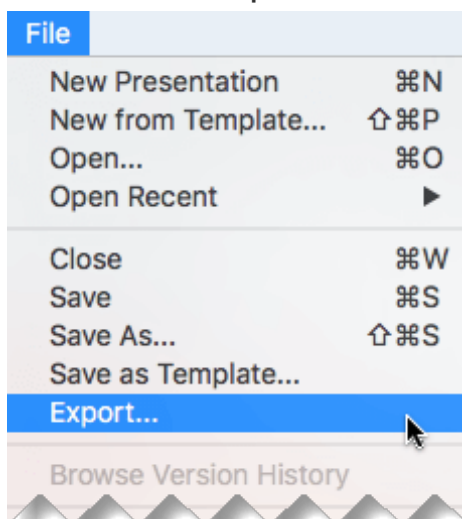 File
New Presentation ⌘N
New from Template... ⇧⌘P
Open... ⌘O
Open Recent ▶
Close ⌘W
Save ⌘S
Save As... ⇧⌘S
Save as Template...
Export...
Browse Version History